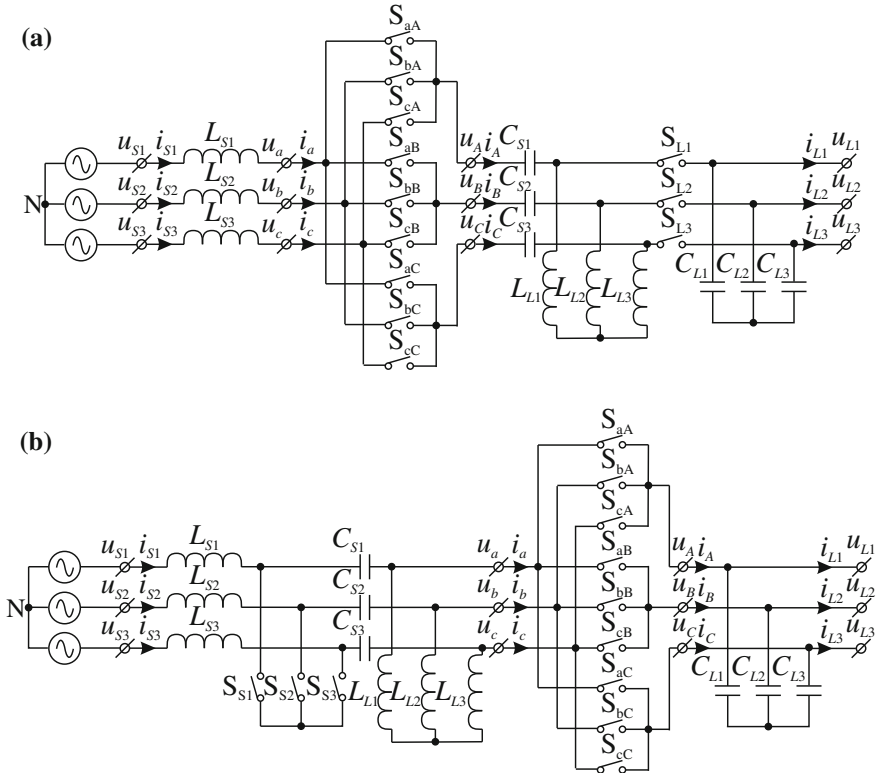 (a)
S_aA
S_bA
S_cA
u_S1 i_S1 L_S1 u_a i_a S_aB u_A i_A C_S1 S_L1 i_L1 u_L1
N u_S2 i_S2 L_S2 u_b i_b S_bB u_B i_B C_S2 S_L2 i_L2 u_L2
u_S3 i_S3 L_S3 u_c i_c S_cB u_C i_C C_S3 S_L3 i_L3 u_L3
S_aC L_L1 L_L2 L_L3 C_L1 C_L2 C_L3
S_bC
S_cC
(b)
S_aA
S_bA
S_cA
u_S1 i_S1 L_S1 C_S1 u_a i_a S_aB u_A i_A i_L1 u_L1
N u_S2 i_S2 L_S2 C_S2 u_b i_b S_bB u_B i_B i_L2 u_L2
u_S3 i_S3 L_S3 C_S3 u_c i_c S_cB u_C i_C i_L3 u_L3
S_S1 S_S2 S_S3 L_L1 L_L2 L_L3 S_aC C_L1 C_L2 C_L3
S_bC
S_cC